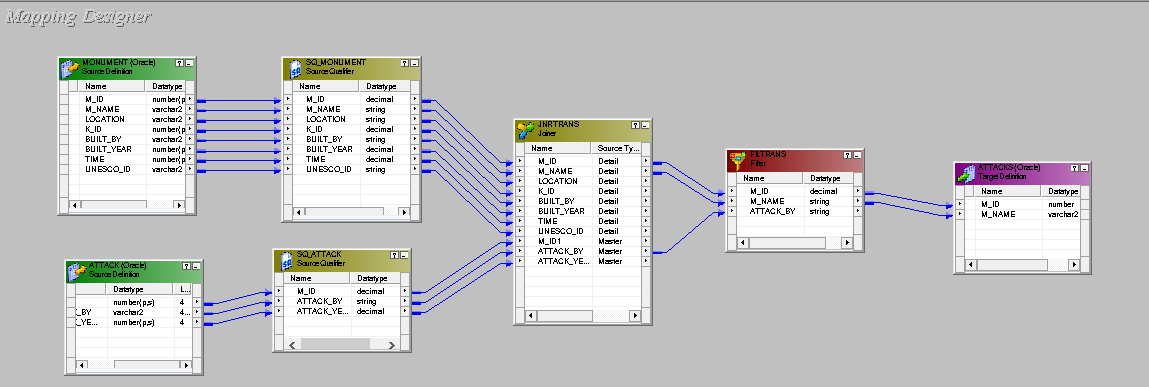 Mapping Designer
MONUMENT (Oracle)
Source Definition
Name Datatype
M_ID number(p
M_NAME varchar2
LOCATION varchar2
K_ID number(p
BUILT_BY varchar2
BUILT_YEAR number(p
TIME number(p
UNESCO_ID varchar2
SQ_MONUMENT
Source Qualifier
Name Datatype
M_ID decimal
M_NAME string
LOCATION string
K_ID decimal
BUILT_BY string
BUILT_YEAR decimal
TIME decimal
UNESCO_ID string
JNRTRANS
Joiner
Name Source Ty...
M_ID Detail
M_NAME Detail
LOCATION Detail
K_ID Detail
BUILT_BY Detail
BUILT_YEAR Detail
TIME Detail
UNESCO_ID Detail
M_ID1 Master
ATTACK_BY Master
ATTACK_YE... Master
FILTRANS
Filter
Name Datatype
M_ID decimal
M_NAME string
ATTACK_BY string
ATTACKS (Oracle)
Target Definition
Name Datatype
M_ID number
M_NAME varchar2
ATTACK (Oracle)
Source Definition
Datatype L...
number(p,s) 4
_BY varchar2 4...
_YE... number(p,s) 4
SQ_ATTACK
Source Qualifier
Name Datatype
M_ID decimal
ATTACK_BY string
ATTACK_YE... decimal